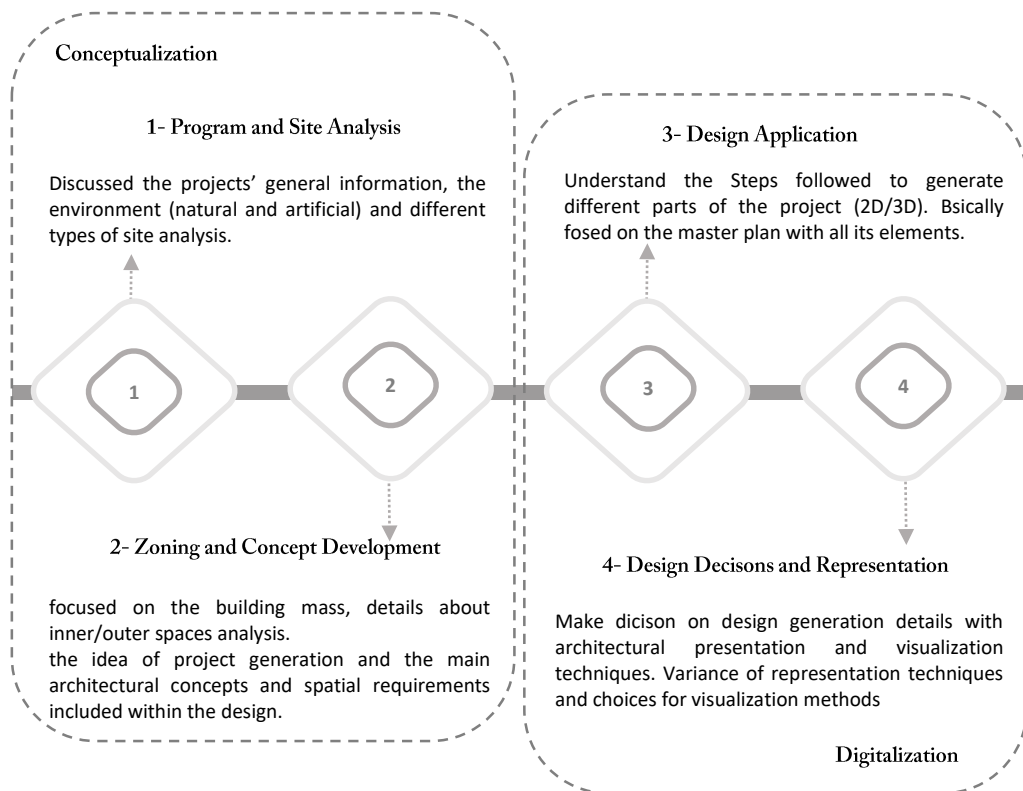 Conceptualization
1- Program and Site Analysis
Discussed the projects’ general information, the
environment (natural and artificial) and different
types of site analysis.
3- Design Application
Understand the Steps followed to generate
different parts of the project (2D/3D). Bsically
fosed on the master plan with all its elements.
1
2
3
4
2- Zoning and Concept Development
focused on the building mass, details about
inner/outer spaces analysis.
the idea of project generation and the main
architectural concepts and spatial requirements
included within the design.
4- Design Decisons and Representation
Make dicison on design generation details with
architectural presentation and visualization
techniques. Variance of representation techniques
and choices for visualization methods
Digitalization